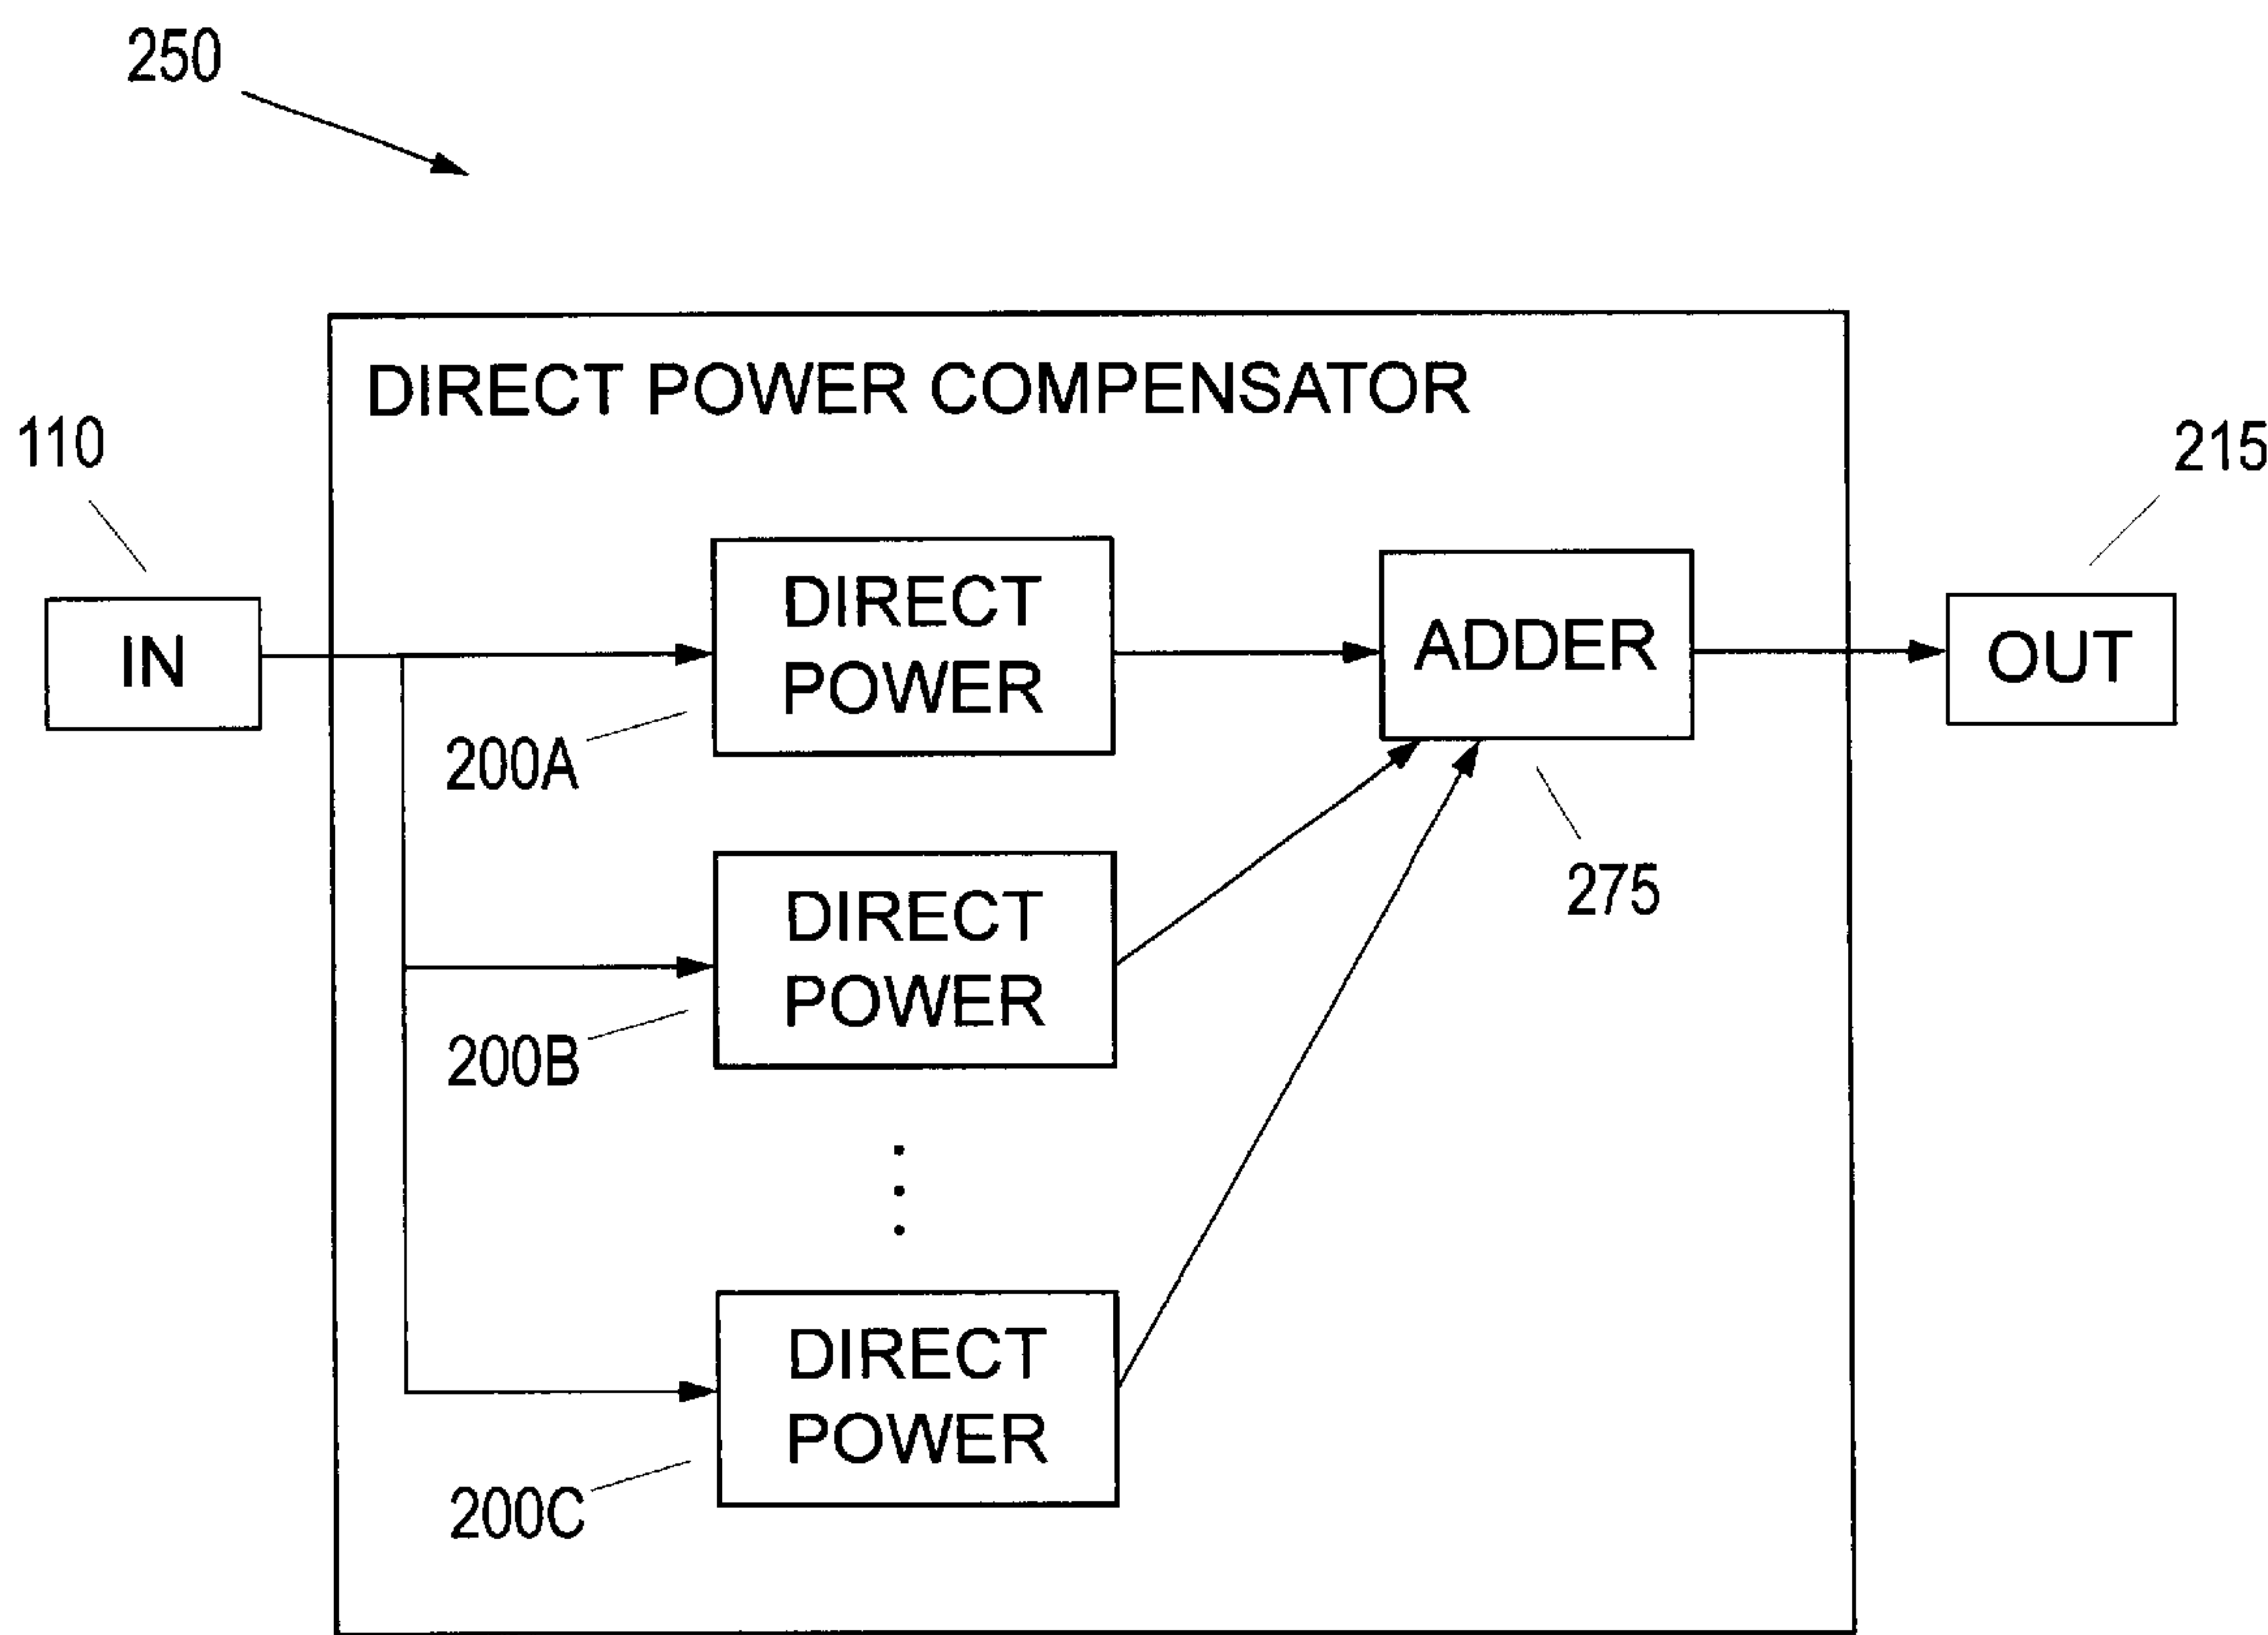 250
DIRECT POWER COMPENSATOR
110
215
IN
DIRECT
POWER
ADDER
OUT
200A
275
DIRECT
POWER
200B
DIRECT
POWER
200C